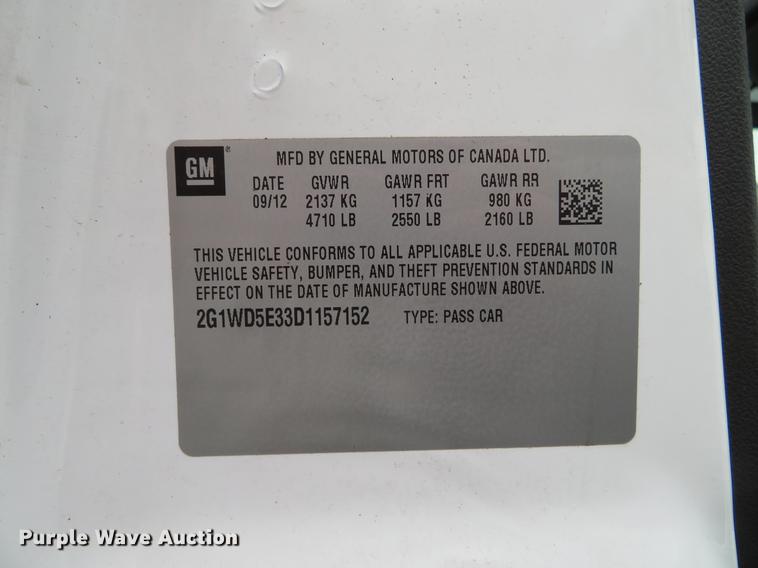 GM ®
MFD BY GENERAL MOTORS OF CANADA LTD.
DATE GVWR GAWR FRT GAWR RR
09/12 2137 KG 1157 KG 980 KG
4710 LB 2550 LB 2160 LB
THIS VEHICLE CONFORMS TO ALL APPLICABLE U.S. FEDERAL MOTOR
VEHICLE SAFETY, BUMPER, AND THEFT PREVENTION STANDARDS IN
EFFECT ON THE DATE OF MANUFACTURE SHOWN ABOVE.
2G1WD5E33D1157152 TYPE: PASS CAR
Purple Wave Auction